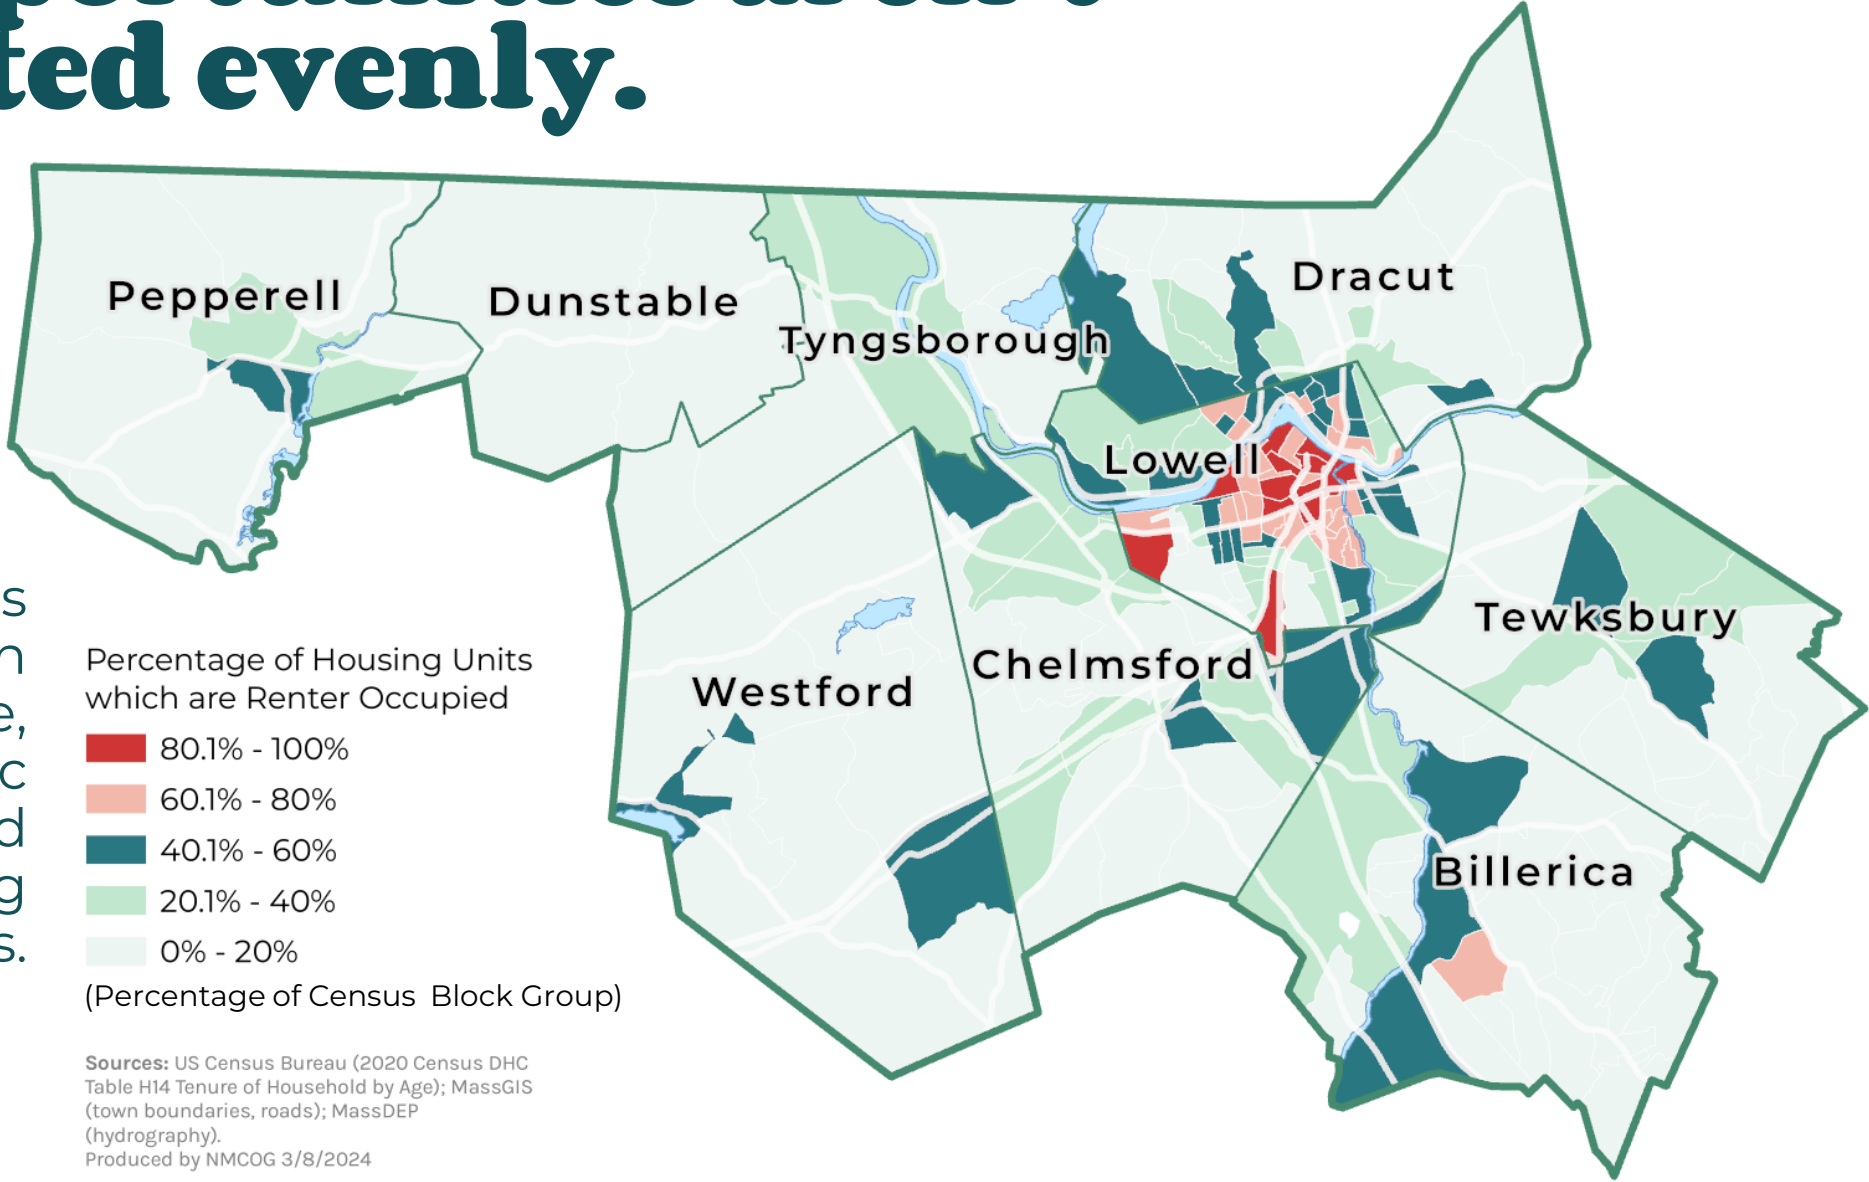 ted evenly.
Pepperell
Dunstable
Tyngsborough
Dracut
Lowell
Tewksbury
Chelmsford
Westford
Billerica
s
n
e,
c
d
g
s.
Percentage of Housing Units
which are Renter Occupied
80.1% - 100%
60.1% - 80%
40.1% - 60%
20.1% - 40%
0% - 20%
(Percentage of Census Block Group)
Sources: US Census Bureau (2020 Census DHC
Table H14 Tenure of Household by Age); MassGIS
(town boundaries, roads); MassDEP
(hydrography).
Produced by NMCOG 3/8/2024